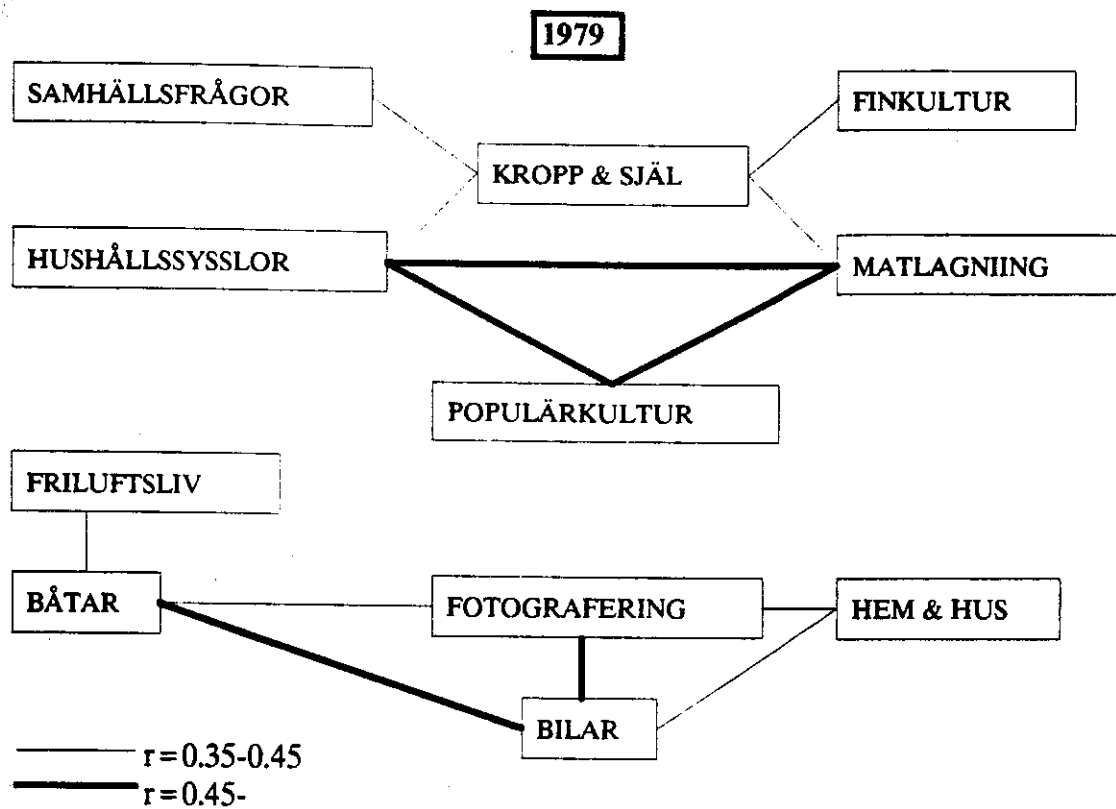 1979
SAMHÄLLSFRÅGOR
FINKULTUR
KROPP & SJÄL
HUSHÅLLSSYSSLOR
MATLAGNIING
POPULÄRKULTUR
FRILUFTSLIV
BÅTAR
FOTOGRAFERING
HEM & HUS
BILAR
r=0.35-0.45
r=0.45-